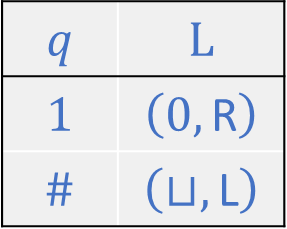 q L
1 (0, R)
# (⊔, L)